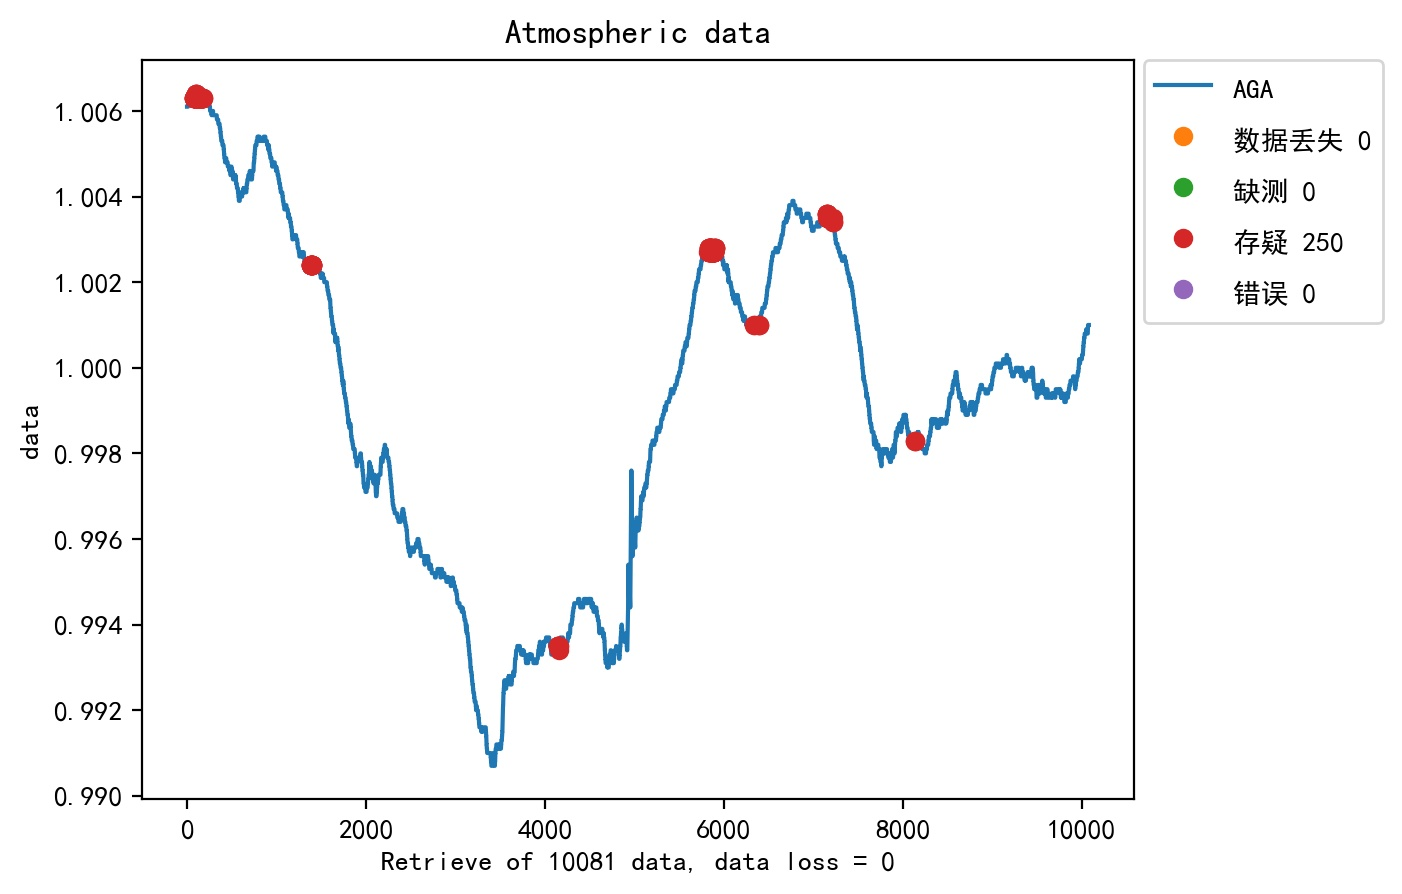 Atmospheric data
AGA
数据丢失 0
缺测 0
存疑 250
错误 0
data
1.006
1.004
1.002
1.000
0.998
0.996
0.994
0.992
0.990
0 2000 4000 6000 8000 10000
Retrieve of 10081 data, data loss = 0